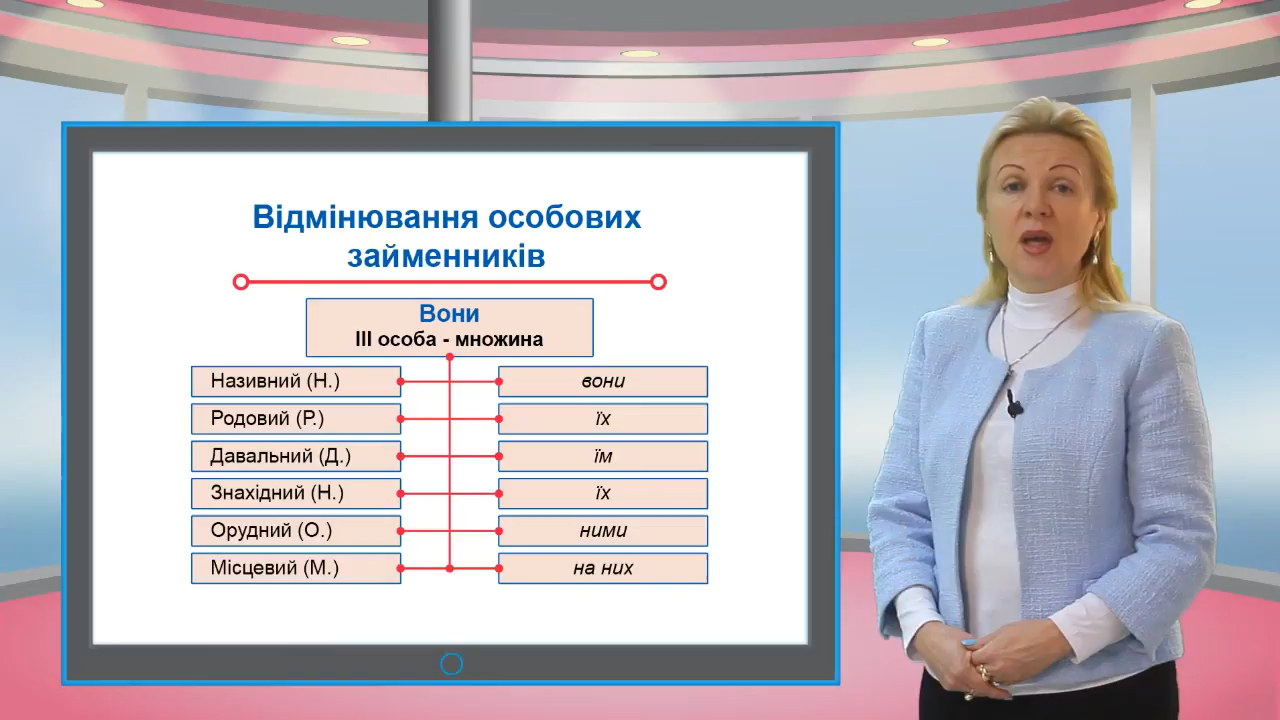 Відмінювання особових
займенників
Вони
ІІІ особа - множина
Називний (Н.) вони
Родовий (Р.) їх
Давальний (Д.) їм
Знахідний (Н.) їх
Орудний (О.) ними
Місцевий (М.) на них